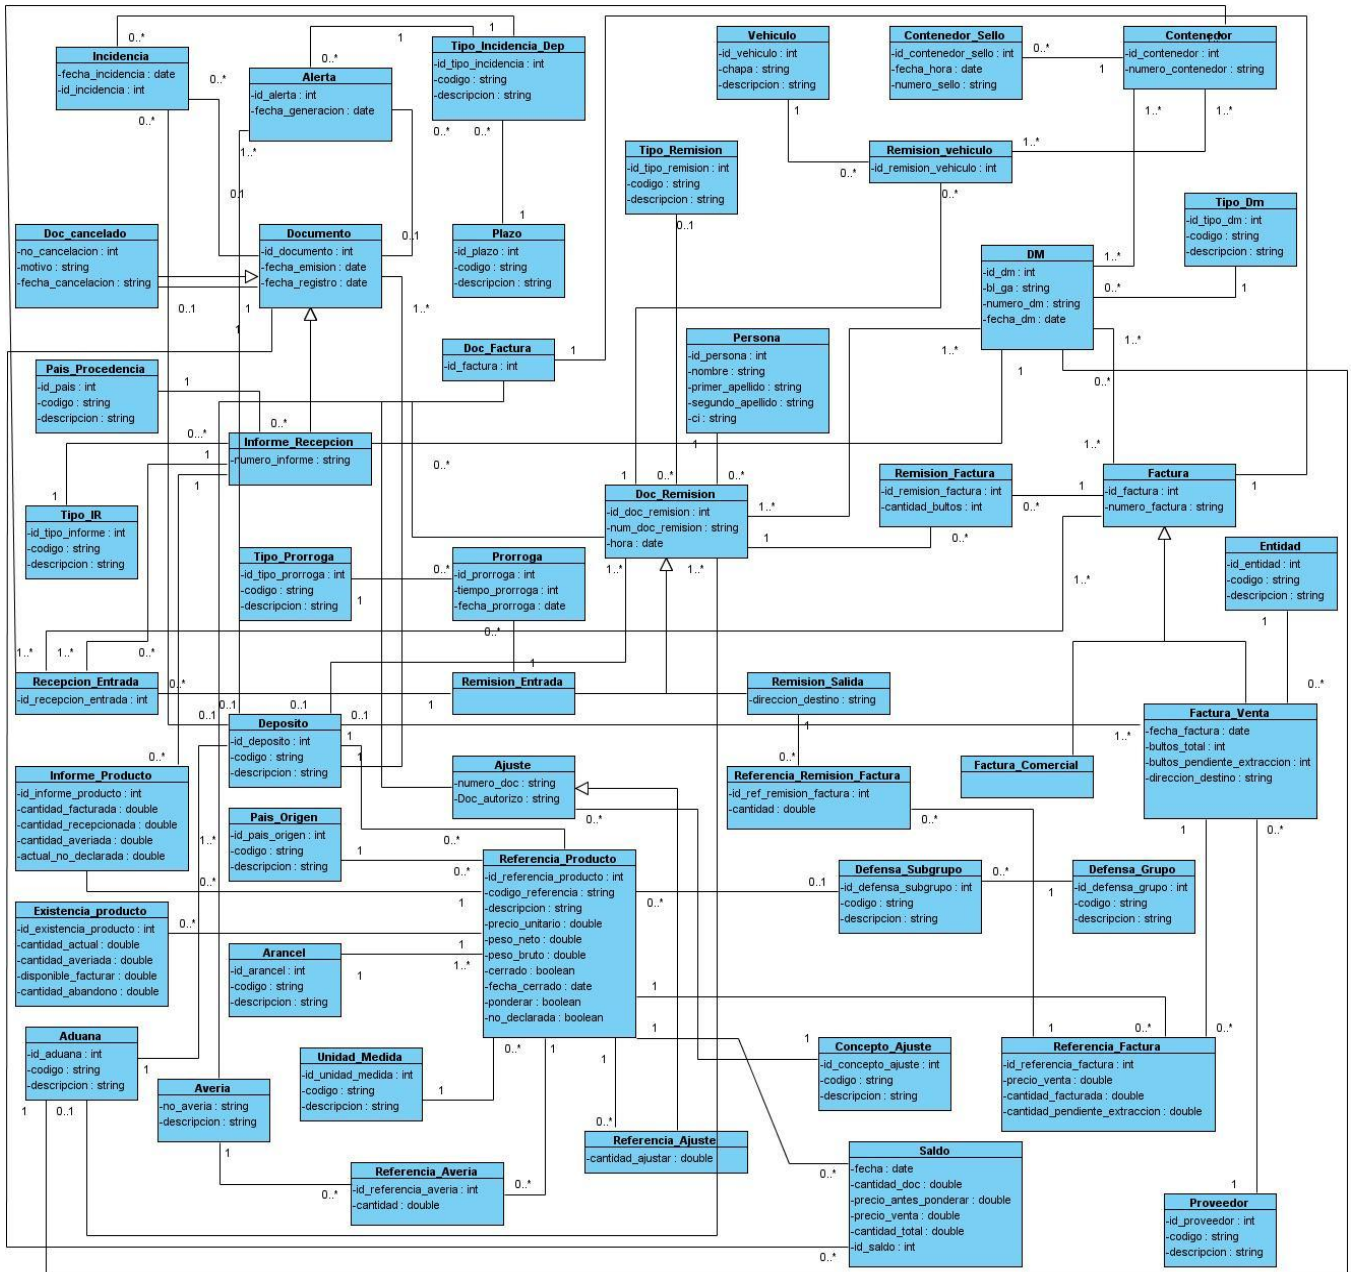 Incidencia
-fecha_incidencia : date
-id_incidencia : int
Alerta
-id_alerta : int
-fecha_generacion : date
Tipo_Incidencia_Dep
-id_tipo_incidencia : int
-codigo : string
-descripcion : string
Vehiculo
-id_vehiculo : int
-chapa : string
-descripcion : string
Contenedor_Sello
-id_contenedor_sello : int
-fecha_hora : date
-numero_sello : string
Contenedor
-id_contenedor : int
-numero_contenedor : string
Tipo_Remision
-id_tipo_remision : int
-codigo : string
-descripcion : string
Remision_vehiculo
-id_remision_vehiculo : int
Tipo_Dm
-id_tipo_dm : int
-codigo : string
-descripcion : string
Doc_cancelado
-no_cancelacion : int
-motivo : string
-fecha_cancelacion : string
Documento
-id_documento : int
-fecha_emision : date
-fecha_registro : date
Plazo
-id_plazo : int
-codigo : string
-descripcion : string
DM
-id_dm : int
-bl_ga : string
-numero_dm : string
-fecha_dm : date
Doc_Factura
-id_factura : int
Persona
-id_persona : int
-nombre : string
-primer_apellido : string
-segundo_apellido : string
-ci : string
Pais_Procedencia
-id_pais : int
-codigo : string
-descripcion : string
Informe_Recepcion
-numero_informe : string
Tipo_IR
-id_tipo_informe : int
-codigo : string
-descripcion : string
Doc_Remision
-id_doc_remision : int
-num_doc_remision : string
-hora : date
Remision_Factura
-id_remision_factura : int
-cantidad_bultos : int
Factura
-id_factura : int
-numero_factura : string
Tipo_Prorroga
-id_tipo_prorroga : int
-codigo : string
-descripcion : string
Prorroga
-id_prorroga : int
-tiempo_prorroga : int
-fecha_prorroga : date
Entidad
-id_entidad : int
-codigo : string
-descripcion : string
Recepcion_Entrada
-id_recepcion_entrada : int
Remision_Entrada
Remision_Salida
-direccion_destino : string
Deposito
-id_deposito : int
-codigo : string
-descripcion : string
Factura_Venta
-fecha_factura : date
-bultos_total : int
-bultos_pendiente_extraccion : int
-direccion_destino : string
Factura_Comercial
Informe_Producto
-id_informe_producto : int
-cantidad_facturada : double
-cantidad_recepcionada : double
-cantidad_averiada : double
-actual_no_declarada : double
Ajuste
-numero_doc : string
-Doc_autorizo : string
Referencia_Remision_Factura
-id_ref_remision_factura : int
-cantidad : double
Pais_Origen
-id_pais_origen : int
-codigo : string
-descripcion : string
Referencia_Producto
-id_referencia_producto : int
-codigo_referencia : string
-descripcion : string
-precio_unitario : double
-peso_neto : double
-peso_bruto : double
-cerrado : boolean
-fecha_cerrado : date
-ponderar : boolean
-no_declarada : boolean
Defensa_Subgrupo
-id_defensa_subgrupo : int
-codigo : string
-descripcion : string
Defensa_Grupo
-id_defensa_grupo : int
-codigo : string
-descripcion : string
Existencia_producto
-id_existencia_producto : int
-cantidad_actual : double
-cantidad_averiada : double
-disponible_facturar : double
-cantidad_abandono : double
Arancel
-id_arancel : int
-codigo : string
-descripcion : string
Aduana
-id_aduana : int
-codigo : string
-descripcion : string
Unidad_Medida
-id_unidad_medida : int
-codigo : string
-descripcion : string
Concepto_Ajuste
-id_concepto_ajuste : int
-codigo : string
-descripcion : string
Referencia_Factura
-id_referencia_factura : int
-precio_venta : double
-cantidad_facturada : double
-cantidad_pendiente_extraccion : double
Averia
-no_averia : string
-descripcion : string
Referencia_Ajuste
-cantidad_ajustar : double
Referencia_Averia
-id_referencia_averia : int
-cantidad : double
Saldo
-fecha : date
-cantidad_doc : double
-precio_antes_ponderar : double
-precio_venta : double
-cantidad_total : double
-id_saldo : int
Proveedor
-id_proveedor : int
-codigo : string
-descripcion : string